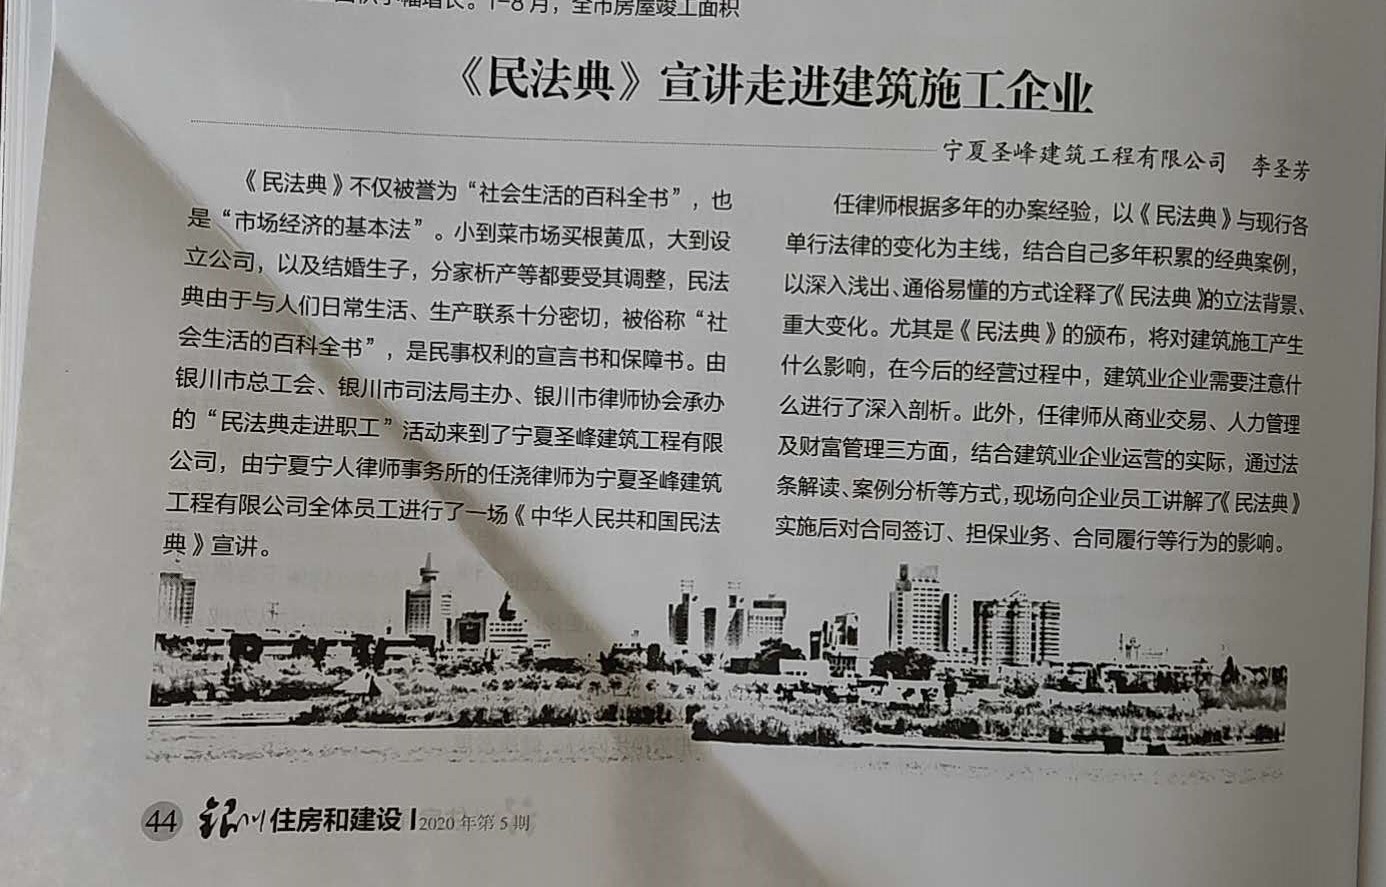 幅增长。1-8月，全市房屋竣工面积
《民法典》宣讲走进建筑施工企业
宁夏圣峰建筑工程有限公司 李圣芳
《民法典》不仅被誉为“社会生活的百科全书”，也
是“市场经济的基本法”。小到菜市场买根黄瓜，大到设
立公司，以及结婚生子，分家析产等都要受其调整，民法
典由于与人们日常生活、生产联系十分密切，被俗称“社
会生活的百科全书”，是民事权利的宣言书和保障书。由
银川市总工会、银川市司法局主办、银川市律师协会承办
的“民法典走进职工”活动来到了宁夏圣峰建筑工程有限
公司，由宁夏宁人律师事务所的任浇律师为宁夏圣峰建筑
工程有限公司全体员工进行了一场《中华人民共和国民法
典》宣讲。
任律师根据多年的办案经验，以《民法典》与现行各
单行法律的变化为主线，结合自己多年积累的经典案例，
以深入浅出、通俗易懂的方式诠释了《民法典》的立法背景、
重大变化。尤其是《民法典》的颁布，将对建筑施工产生
什么影响，在今后的经营过程中，建筑业企业需要注意什
么进行了深入剖析。此外，任律师从商业交易、人力管理
及财富管理三方面，结合建筑业企业运营的实际，通过法
条解读、案例分析等方式，现场向企业员工讲解了《民法典》
实施后对合同签订、担保业务、合同履行等行为的影响。
44 银川住房和建设 | 2020年第5期